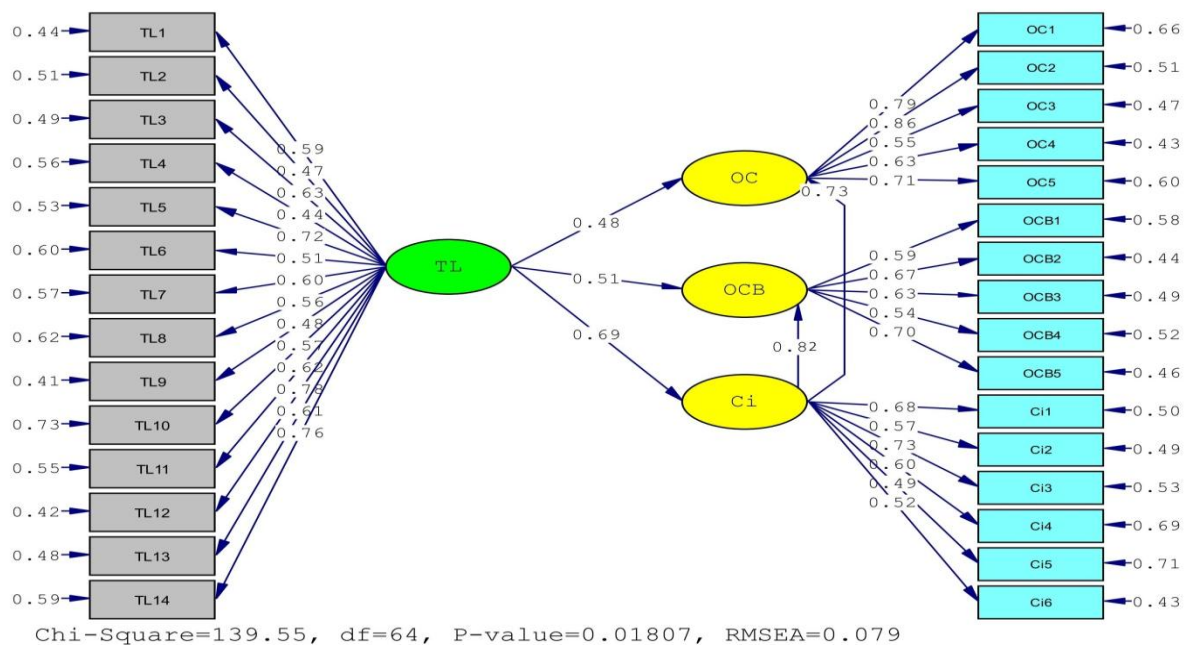 0.44 TL1
0.51 TL2
0.49 TL3
0.56 TL4
0.53 TL5
0.60 TL6
0.57 TL7
0.62 TL8
0.41 TL9
0.73 TL10
0.55 TL11
0.42 TL12
0.48 TL13
0.59 TL14
0.59
0.47
0.63
0.44
0.72
0.51
0.60
0.56
0.48
0.57
0.62
0.78
0.61
0.76
TL
0.48
0.51
0.69
OC
OCB
Ci
0.82
0.73
0.79
0.86
0.55
0.63
0.71
0.59
0.67
0.63
0.54
0.70
0.68
0.57
0.73
0.60
0.49
0.52
OC1 0.66
OC2 0.51
OC3 0.47
OC4 0.43
OC5 0.60
OCB1 0.58
OCB2 0.44
OCB3 0.49
OCB4 0.52
OCB5 0.46
Ci1 0.50
Ci2 0.49
Ci3 0.53
Ci4 0.69
Ci5 0.71
Ci6 0.43
Chi-Square=139.55, df=64, P-value=0.01807, RMSEA=0.079